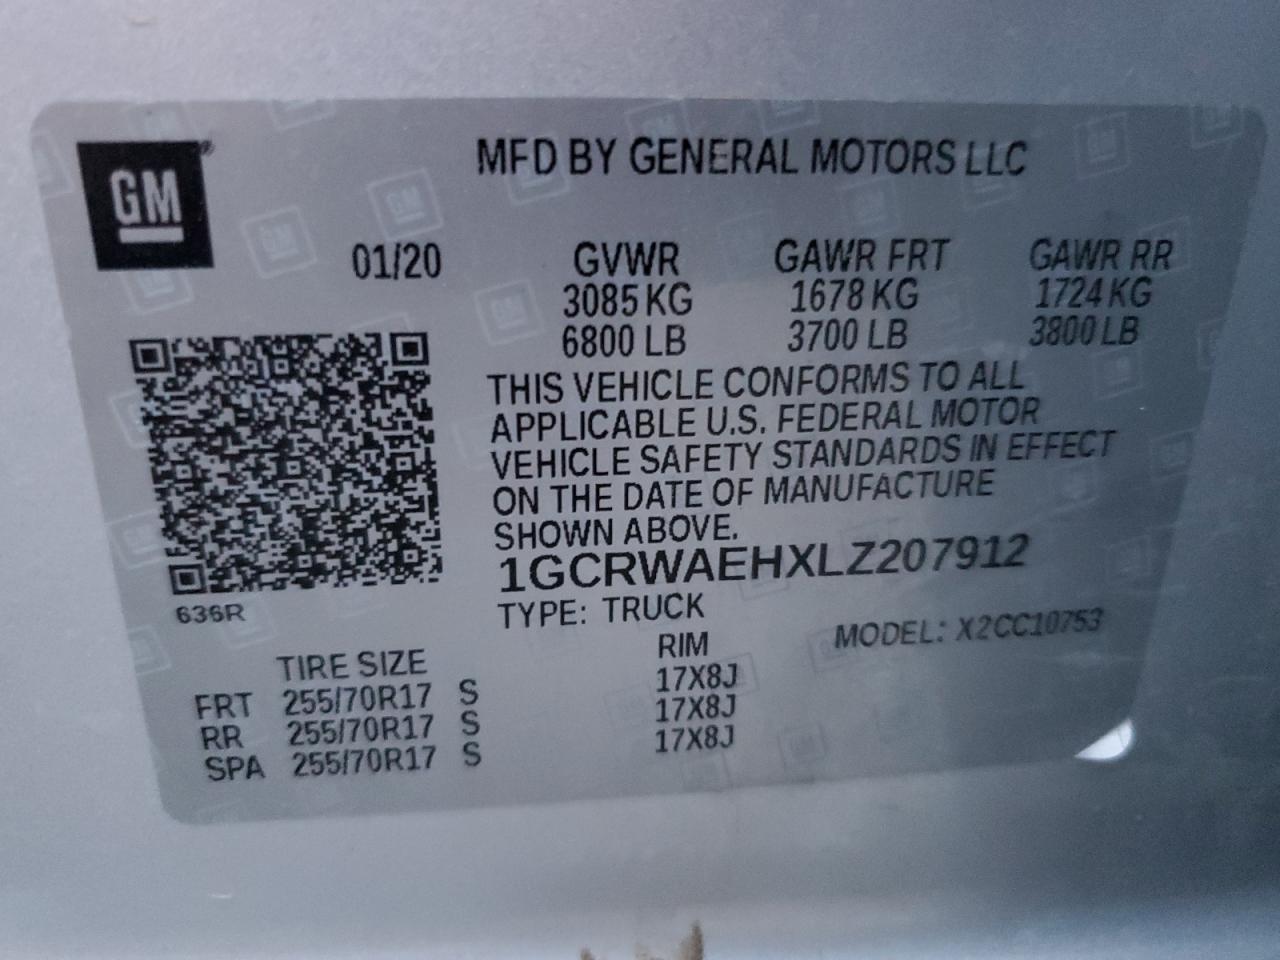 GM
MFD BY GENERAL MOTORS LLC
01/20 GVWR GAWR FRT GAWR RR
3085 KG 1678 KG 1724 KG
6800 LB 3700 LB 3800 LB
THIS VEHICLE CONFORMS TO ALL
APPLICABLE U.S. FEDERAL MOTOR
VEHICLE SAFETY STANDARDS IN EFFECT
ON THE DATE OF MANUFACTURE
SHOWN ABOVE.
1GCRWAEHXLZ207912
636R
TYPE: TRUCK
MODEL: X2CC10753
TIRE SIZE RIM
FRT 255/70R17 S 17X8J
RR 255/70R17 S 17X8J
SPA 255/70R17 S 17X8J